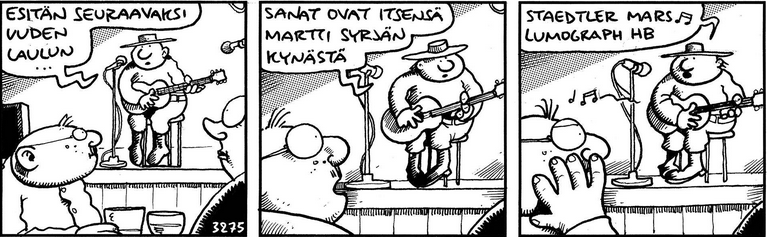 ESITÄN SEURAAVAKSI
UUDEN
LAULUN
...
SANAT OVAT ITSENSÄ
MARTTI SYRJÄN
KYNÄSTÄ
STAEDTLER MARS
LUMOGRAPH HB
3275